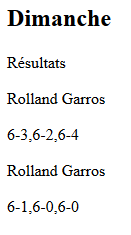 Dimanche
Résultats
Rolland Garros
6-3,6-2,6-4
Rolland Garros
6-1,6-0,6-0